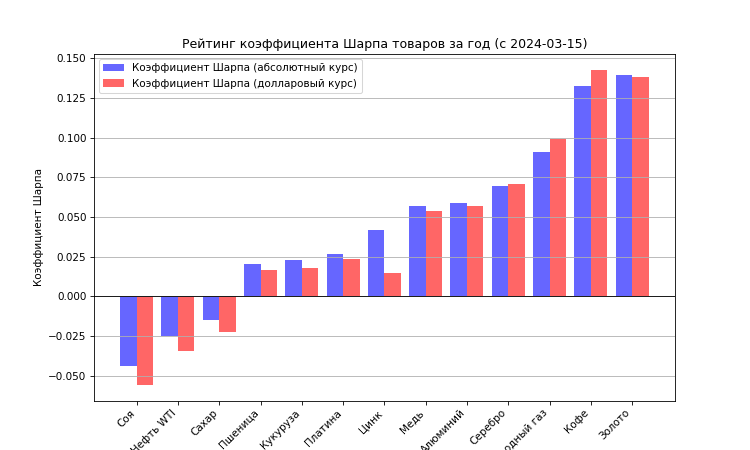 Рейтинг коэффициента Шарпа товаров за год (с 2024-03-15)
Коэффициент Шарпа (абсолютный курс)
Коэффициент Шарпа (долларовый курс)
Коэффициент Шарпа
0.150
0.125
0.100
0.075
0.050
0.025
0.000
−0.025
−0.050
Соя
Нефть WTI
Сахар
Пшеница
Кукуруза
Платина
Цинк
Медь
Алюминий
Серебро
одный газ
Кофе
Золото